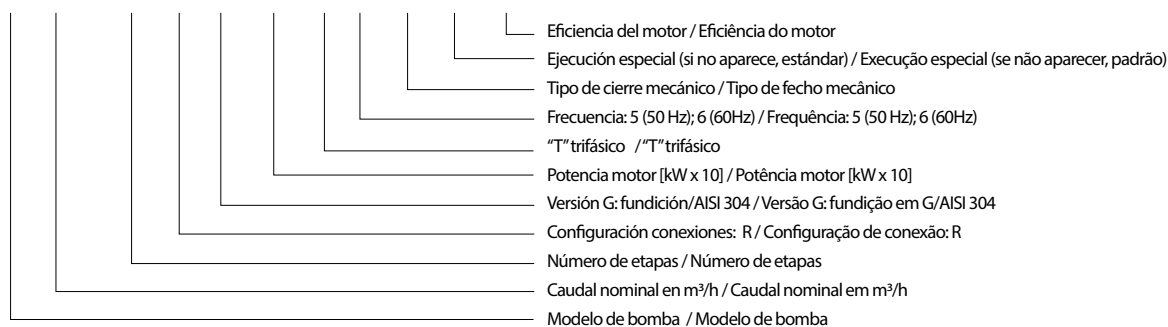 Eficiencia del motor / Eficiência do motor
Ejecución especial (si no aparece, estándar) / Execução especial (se não aparecer, padrão)
Tipo de cierre mecánico / Tipo de fecho mecânico
Frecuencia: 5 (50 Hz); 6 (60Hz) / Frequência: 5 (50 Hz); 6 (60Hz)
“T” trifásico / “T” trifásico
Potencia motor [kW x 10] / Potência motor [kW x 10]
Versión G: fundición/AISI 304 / Versão G: fundição em G/AISI 304
Configuración conexiones: R / Configuração de conexão: R
Número de etapas / Número de etapas
Caudal nominal en m³/h / Caudal nominal em m³/h
Modelo de bomba / Modelo de bomba